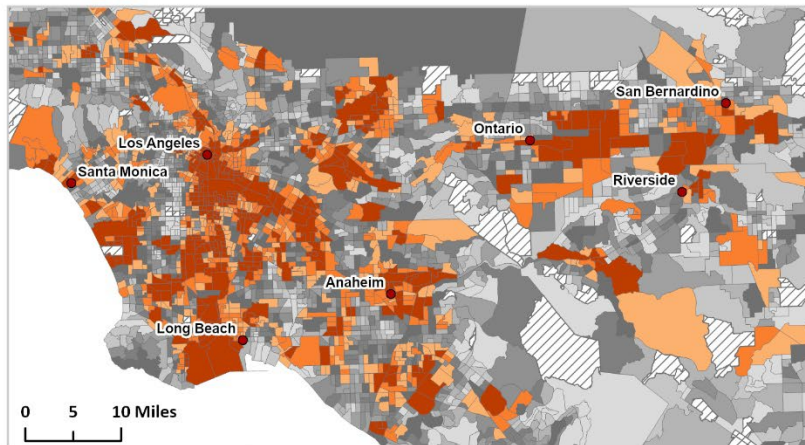 San Bernardino
Ontario
Los Angeles
Santa Monica
Riverside
Anaheim
Long Beach
0 5 10 Miles